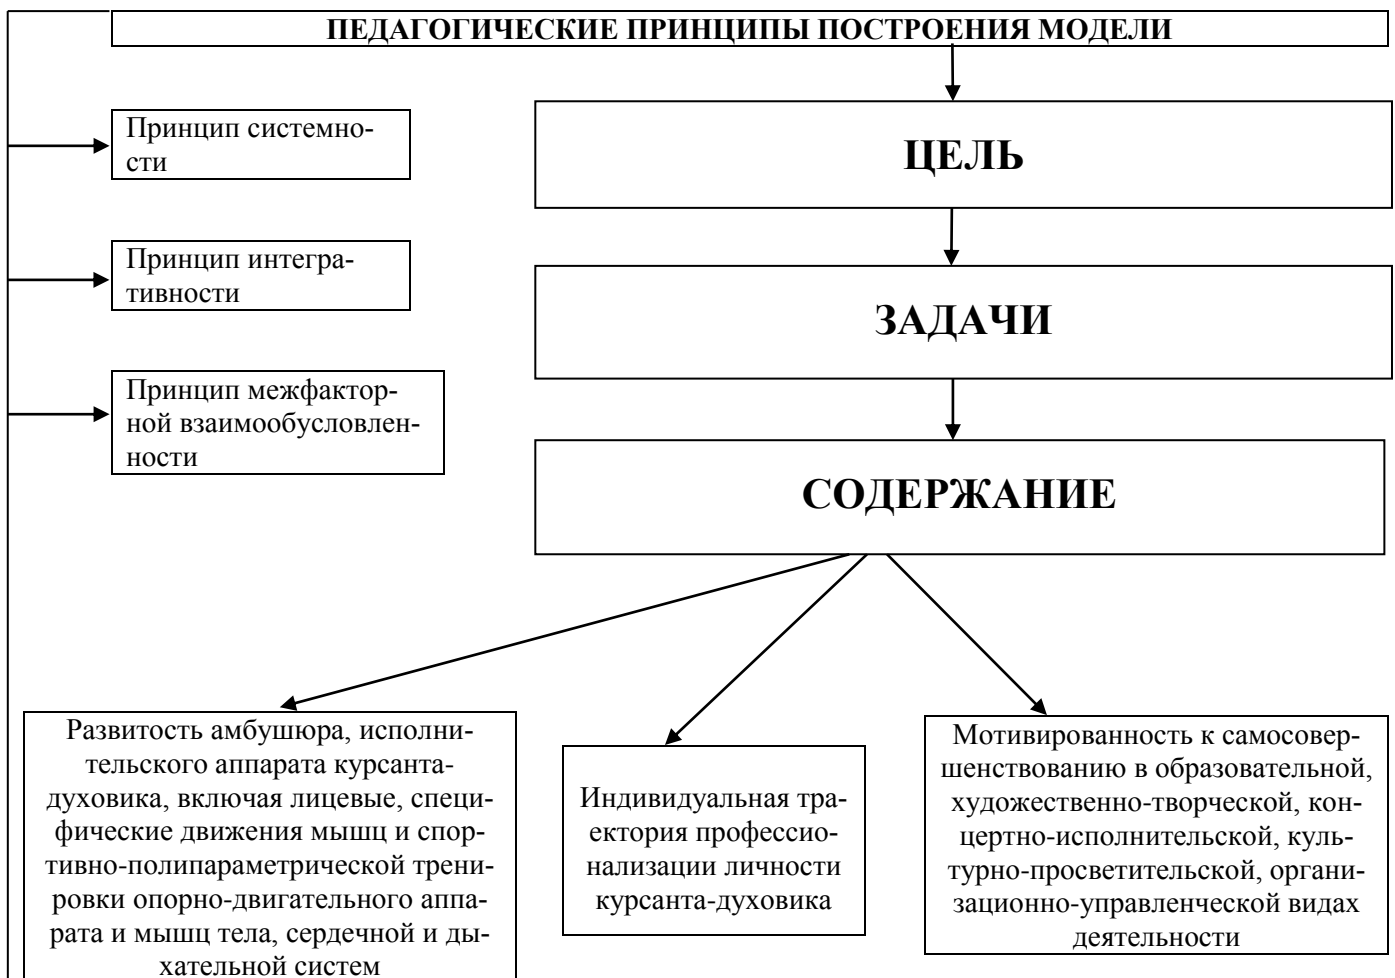 ПЕДАГОГИЧЕСКИЕ ПРИНЦИПЫ ПОСТРОЕНИЯ МОДЕЛИ
Принцип системно-
сти
ЦЕЛЬ
Принцип интегра-
тивности
ЗАДАЧИ
Принцип межфактор-
ной взаимообусловлен-
ности
СОДЕРЖАНИЕ
Развитость амбушюра, исполни-
тельского аппарата курсанта-
духовика, включая лицевые, специ-
фические движения мышц и спор-
тивно-полипараметрической трени-
ровки опорно-двигательного аппа-
рата и мышц тела, сердечной и ды-
хательной систем
Индивидуальная тра-
ектория профессио-
нализации личности
курсанта-духовика
Мотивированность к самосовер-
шенствованию в образовательной,
художественно-творческой, кон-
цертно-исполнительской, куль-
турно-просветительской, органи-
зационно-управленческой видах
деятельности